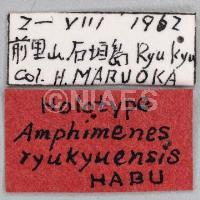 2-VIII 1962
前里山石垣島 Ryukyu
Col. H. MARUOKA
Holotype
Amphimenes
ryukyuensis
HABU
©NIAES